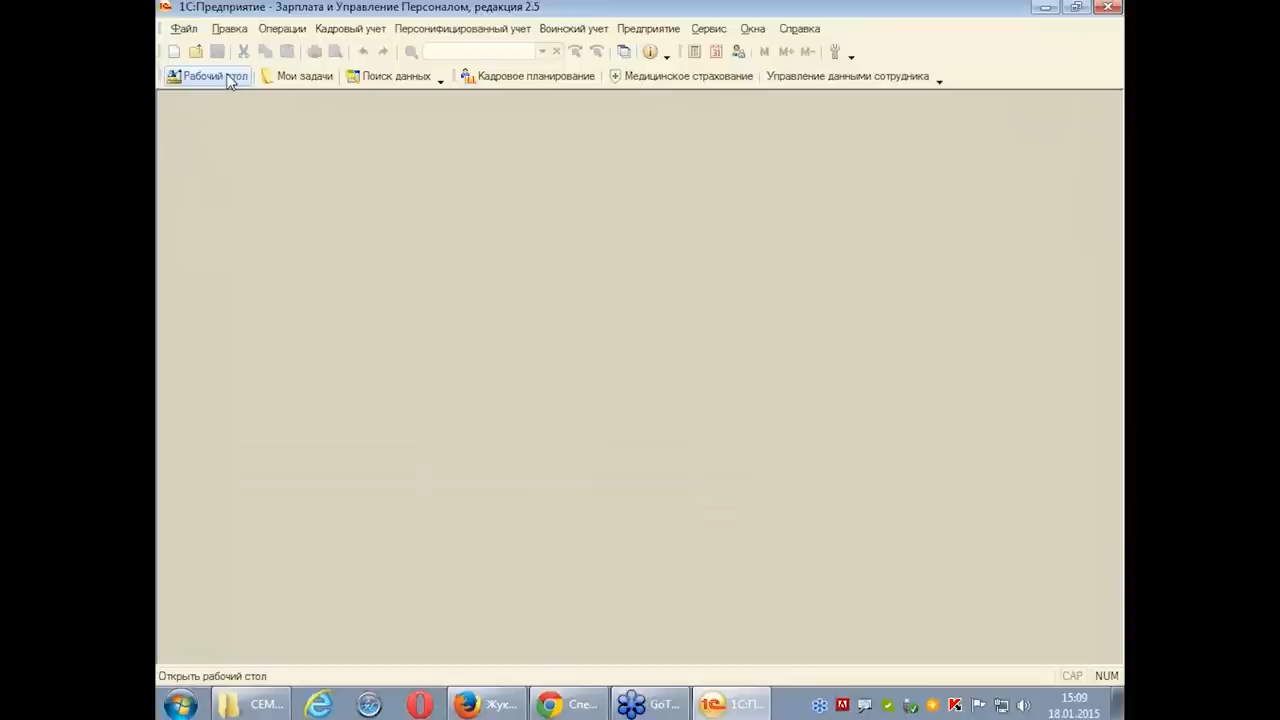 1С:Предприятие - Зарплата и Управление Персоналом, редакция 2.5
Файл Правка Операции Кадровый учет Персонифицированный учет Воинский учет Предприятие Сервис Окна Справка
M M+ M-
Рабочий стол Мои задачи Поиск данных Кадровое планирование Медицинское страхование Управление данными сотрудника
Открыть рабочий стол CAP NUM
СЕМ... Жук... Спе... GoT... 1С:П... 15:09
18.01.2015